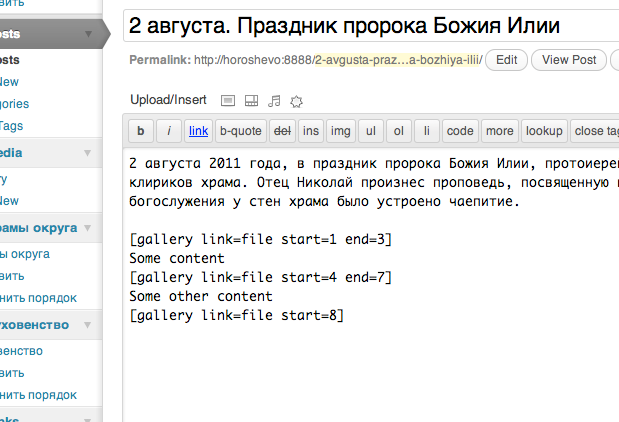 вить
2 августа. Праздник пророка Божия Илии
osts
Permalink: http://horoshevo:8888/2-avgusta-praz…a-bozhiya-ilii/ Edit View Post
osts
New
Upload/Insert
gories
Tags
b i link b-quote del ins img ul ol li code more lookup close tag
edia
2 августа 2011 года, в праздник пророка Божия Илии, протоиерей
ry
клириков храма. Отец Николай произнес проповедь, посвященную
New
богослужения у стен храма было устроено чаепитие.
рамы округа
[gallery link=file start=1 end=3]
ы округа
Some content
вить
[gallery link=file start=4 end=7]
нить порядок
Some other content
[gallery link=file start=8]
уховенство
овенство
вить
нить порядок
nks